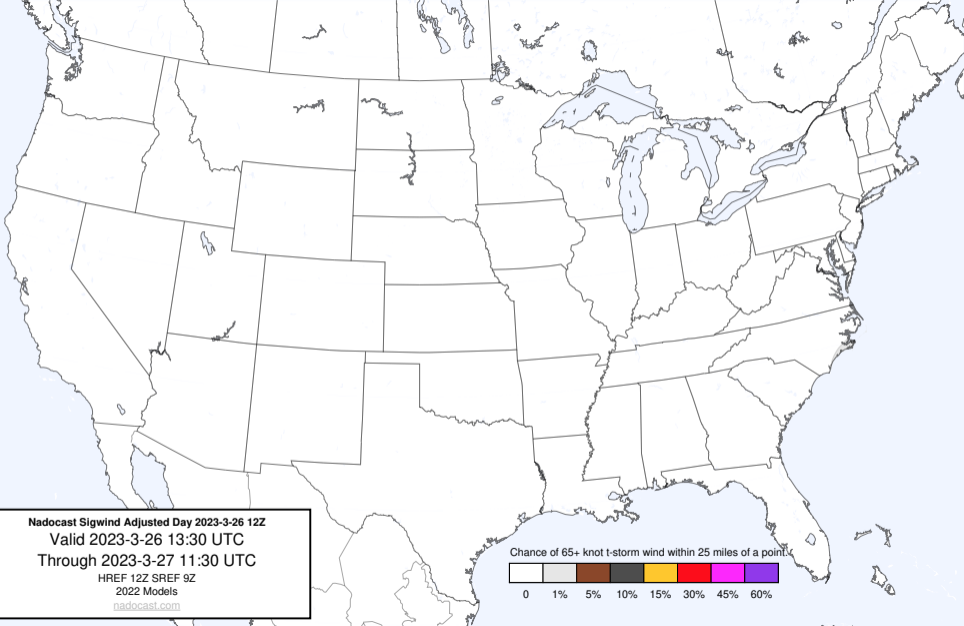 Nadocast Sigwind Adjusted Day 2023-3-26 12Z
Valid 2023-3-26 13:30 UTC
Through 2023-3-27 11:30 UTC
HREF 12Z SREF 9Z
2022 Models
nadocast.com
Chance of 65+ knot t-storm wind within 25 miles of a point.
0 1% 5% 10% 15% 30% 45% 60%